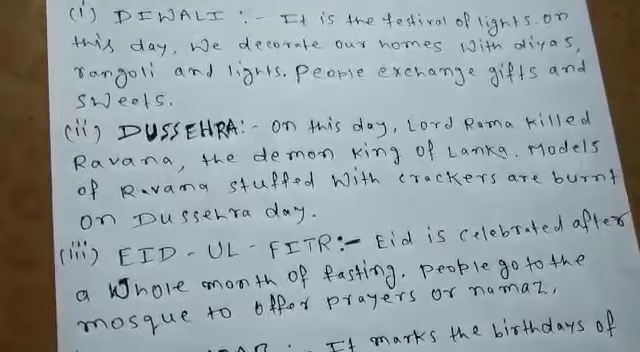 (i) DIWALI :- It is the festival of lights. on
this day, we decorate our homes with diyas,
rangoli and lights. People exchange gifts and
sweets.
(ii) DUSSEHRA:- On this day, Lord Rama killed
Ravana, the demon king of Lanka. Models
of Ravana stuffed with crackers are burnt
on Dussehra day.
(iii) EID-UL-FITR:- Eid is celebrated after
a whole month of fasting. people go to the
mosque to offer prayers or namaz.
: It marks the birthdays of